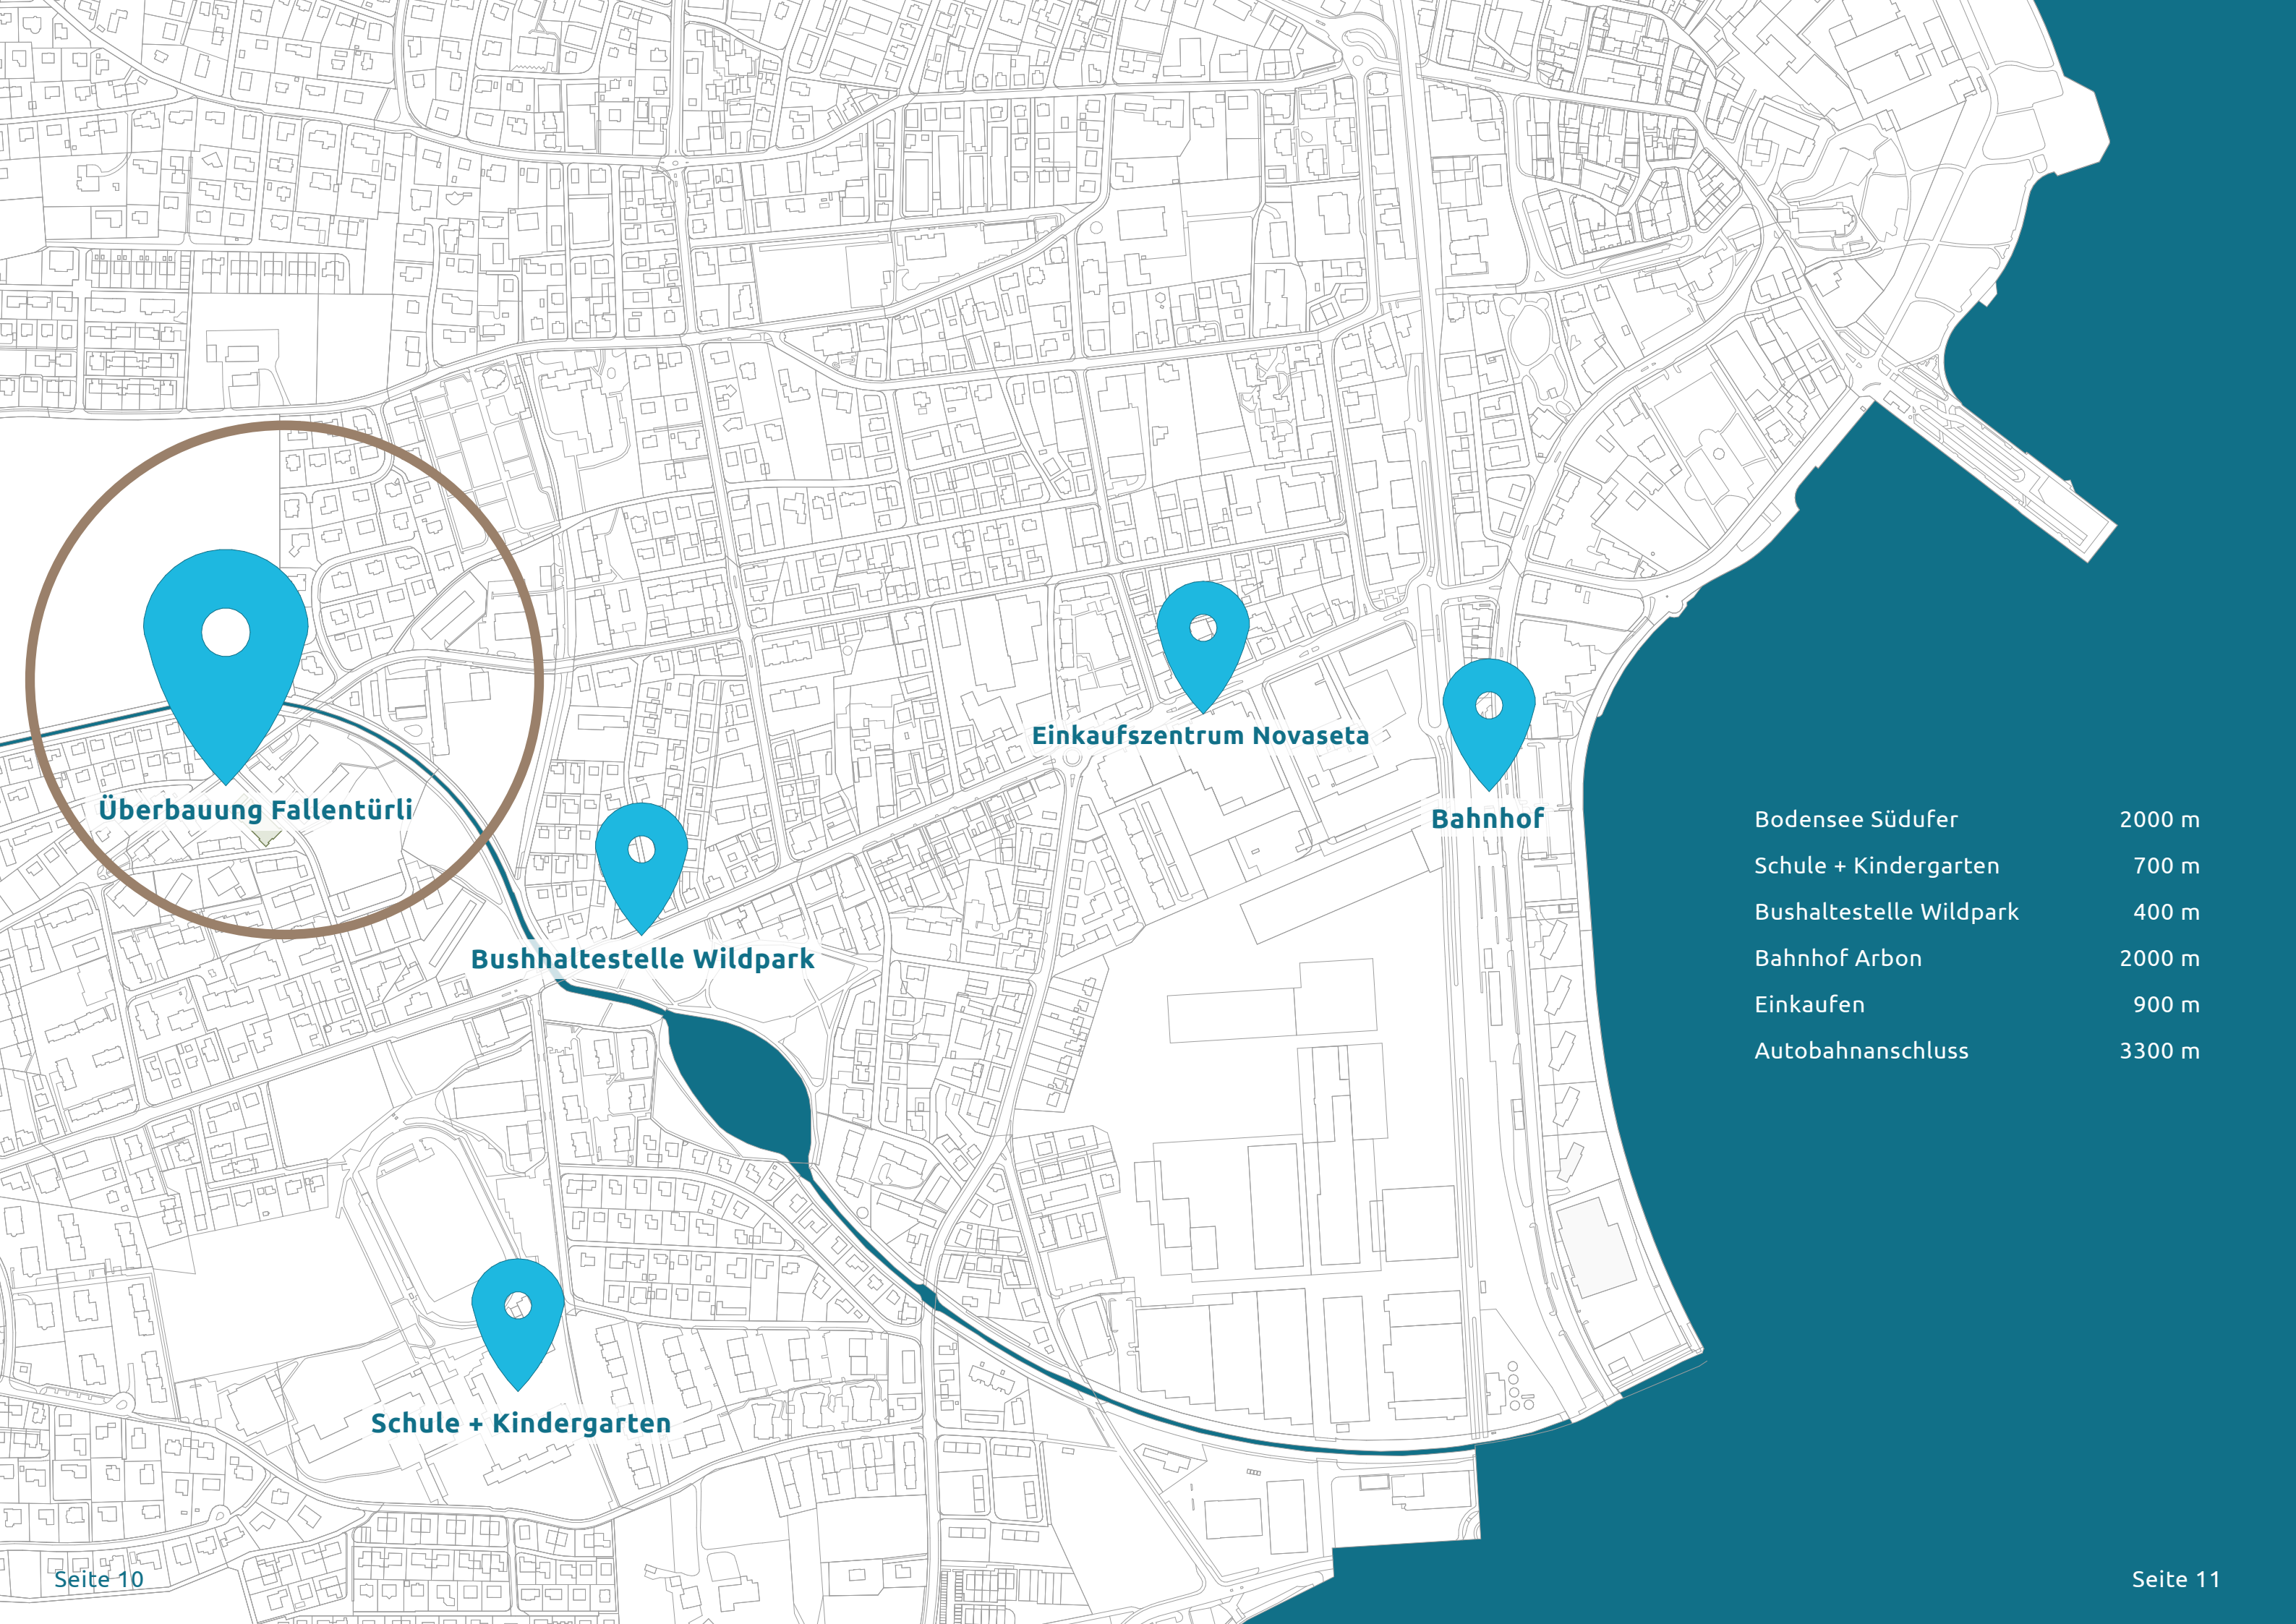 Einkaufszentrum Novaseta
Überbauung Fallentürli
Bahnhof
Bushhaltestelle Wildpark
Schule + Kindergarten
Bodensee Südufer 2000 m
Schule + Kindergarten 700 m
Bushaltestelle Wildpark 400 m
Bahnhof Arbon 2000 m
Einkaufen 900 m
Autobahnanschluss 3300 m
Seite 10
Seite 11